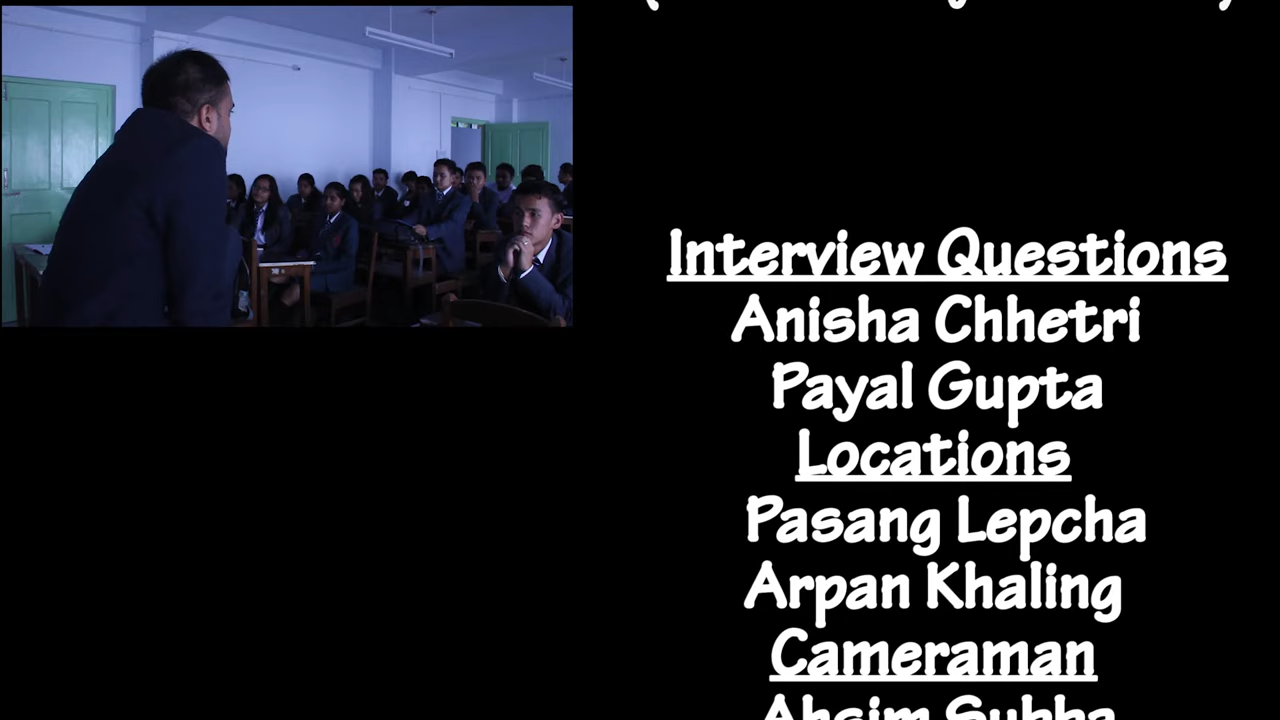 Interview Questions
Anisha Chhetri
Payal Gupta
Locations
Pasang Lepcha
Arpan Khaling
Cameraman